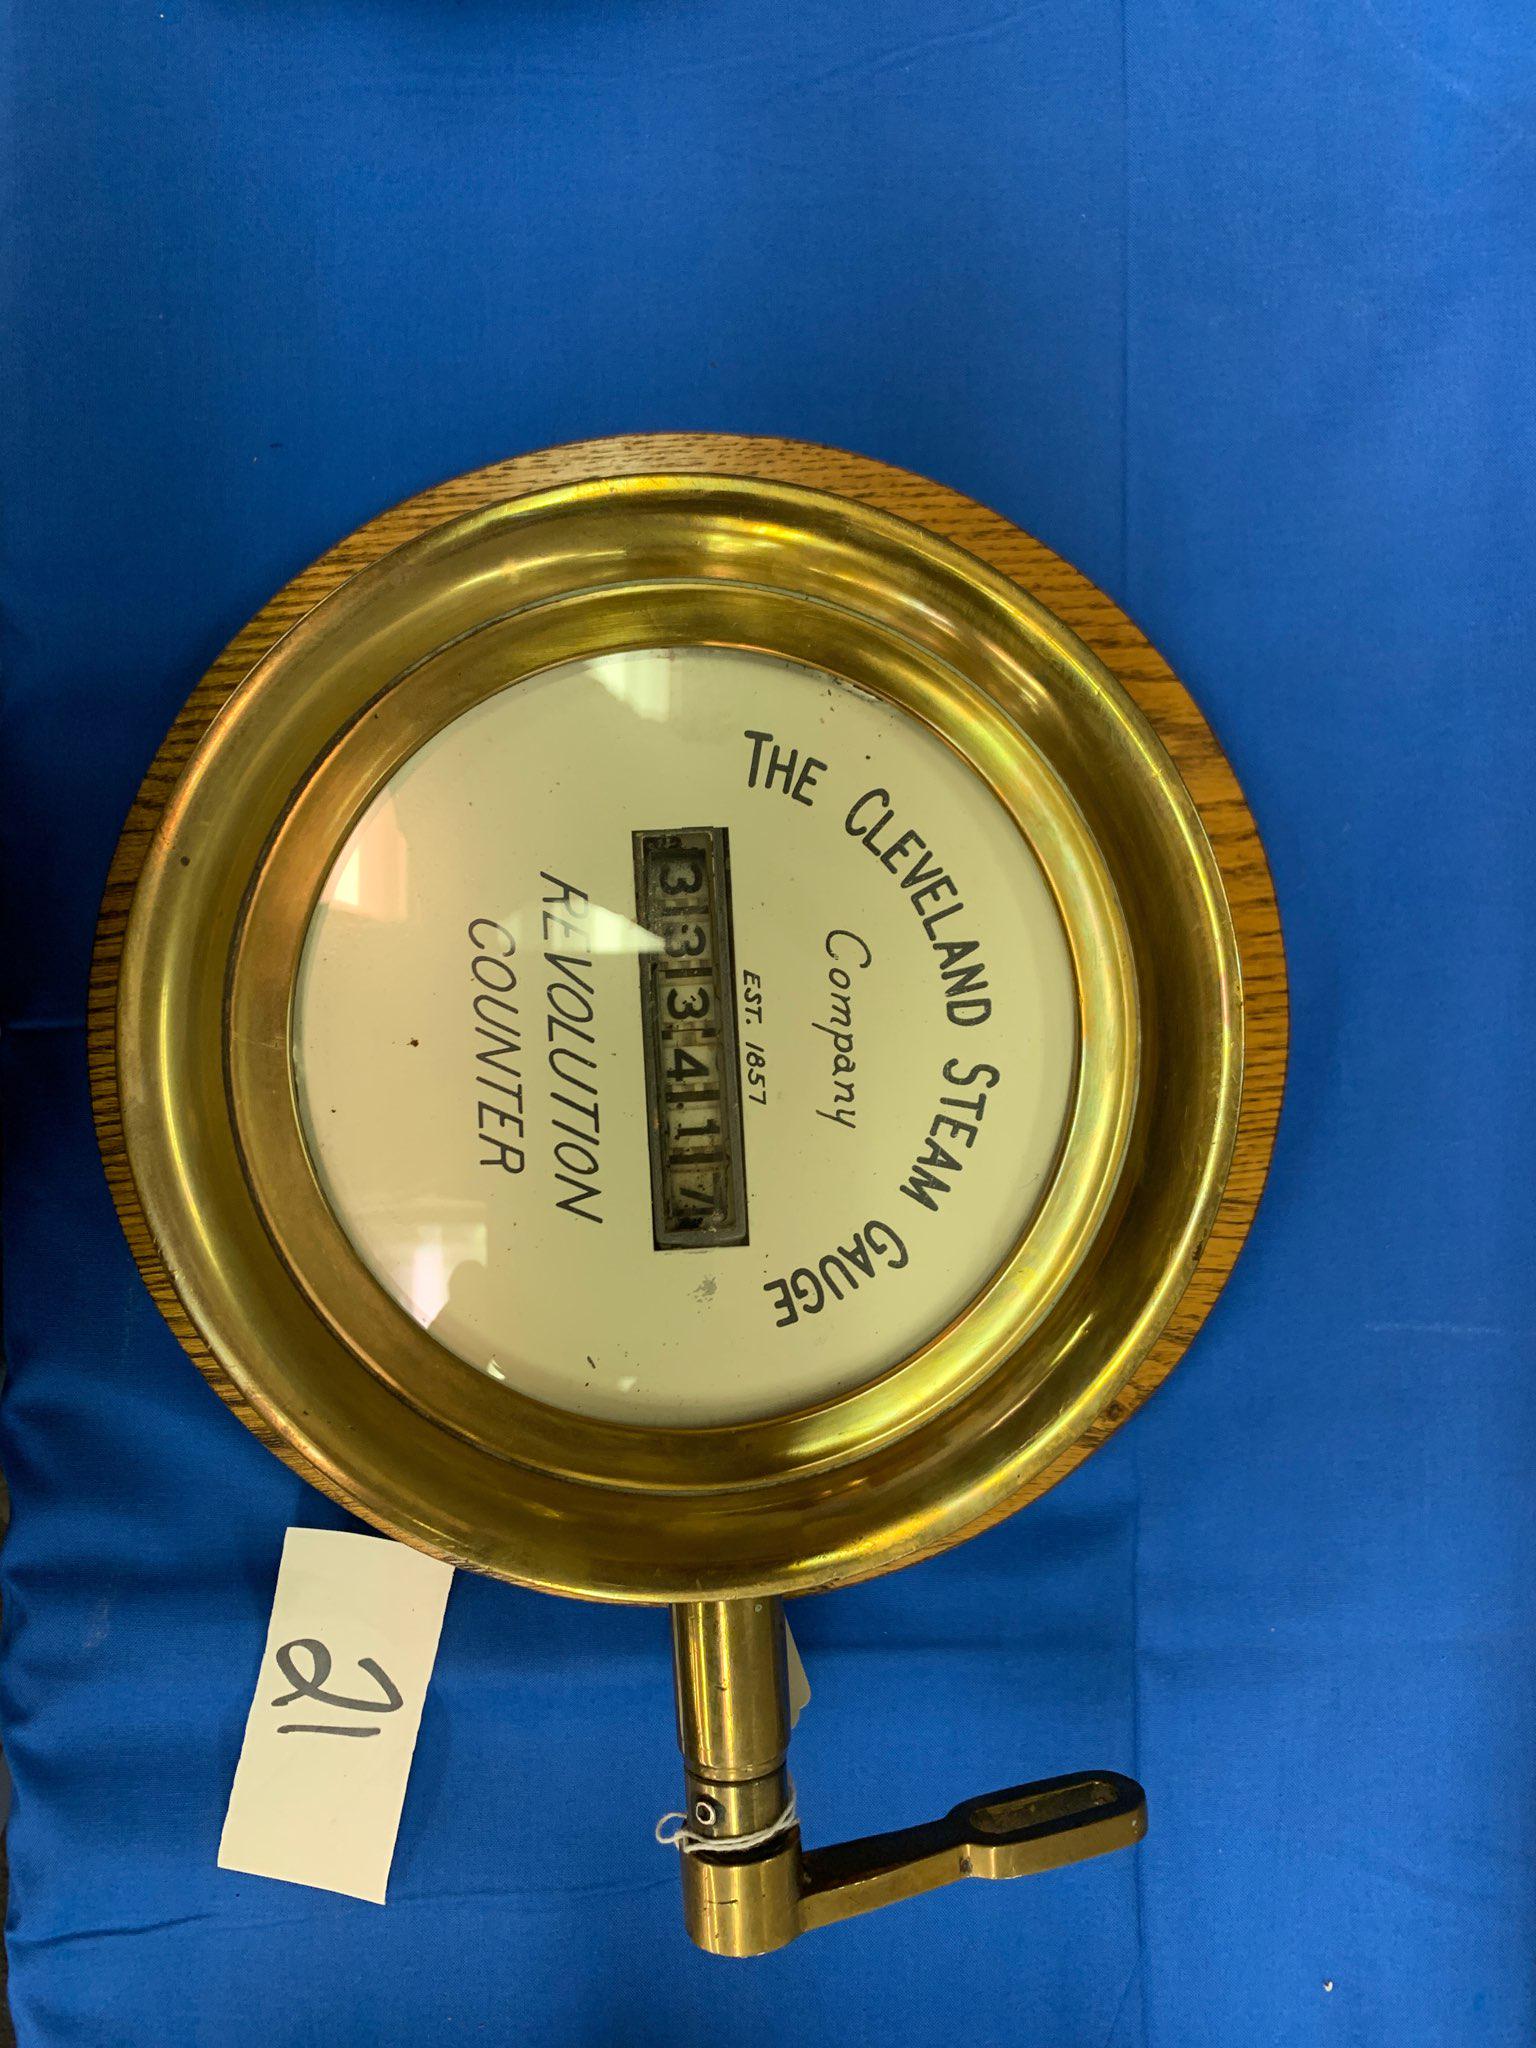 THE CLEVELAND STEAM GAUGE
Company
EST. 1857
333417
REVOLUTION
COUNTER
21